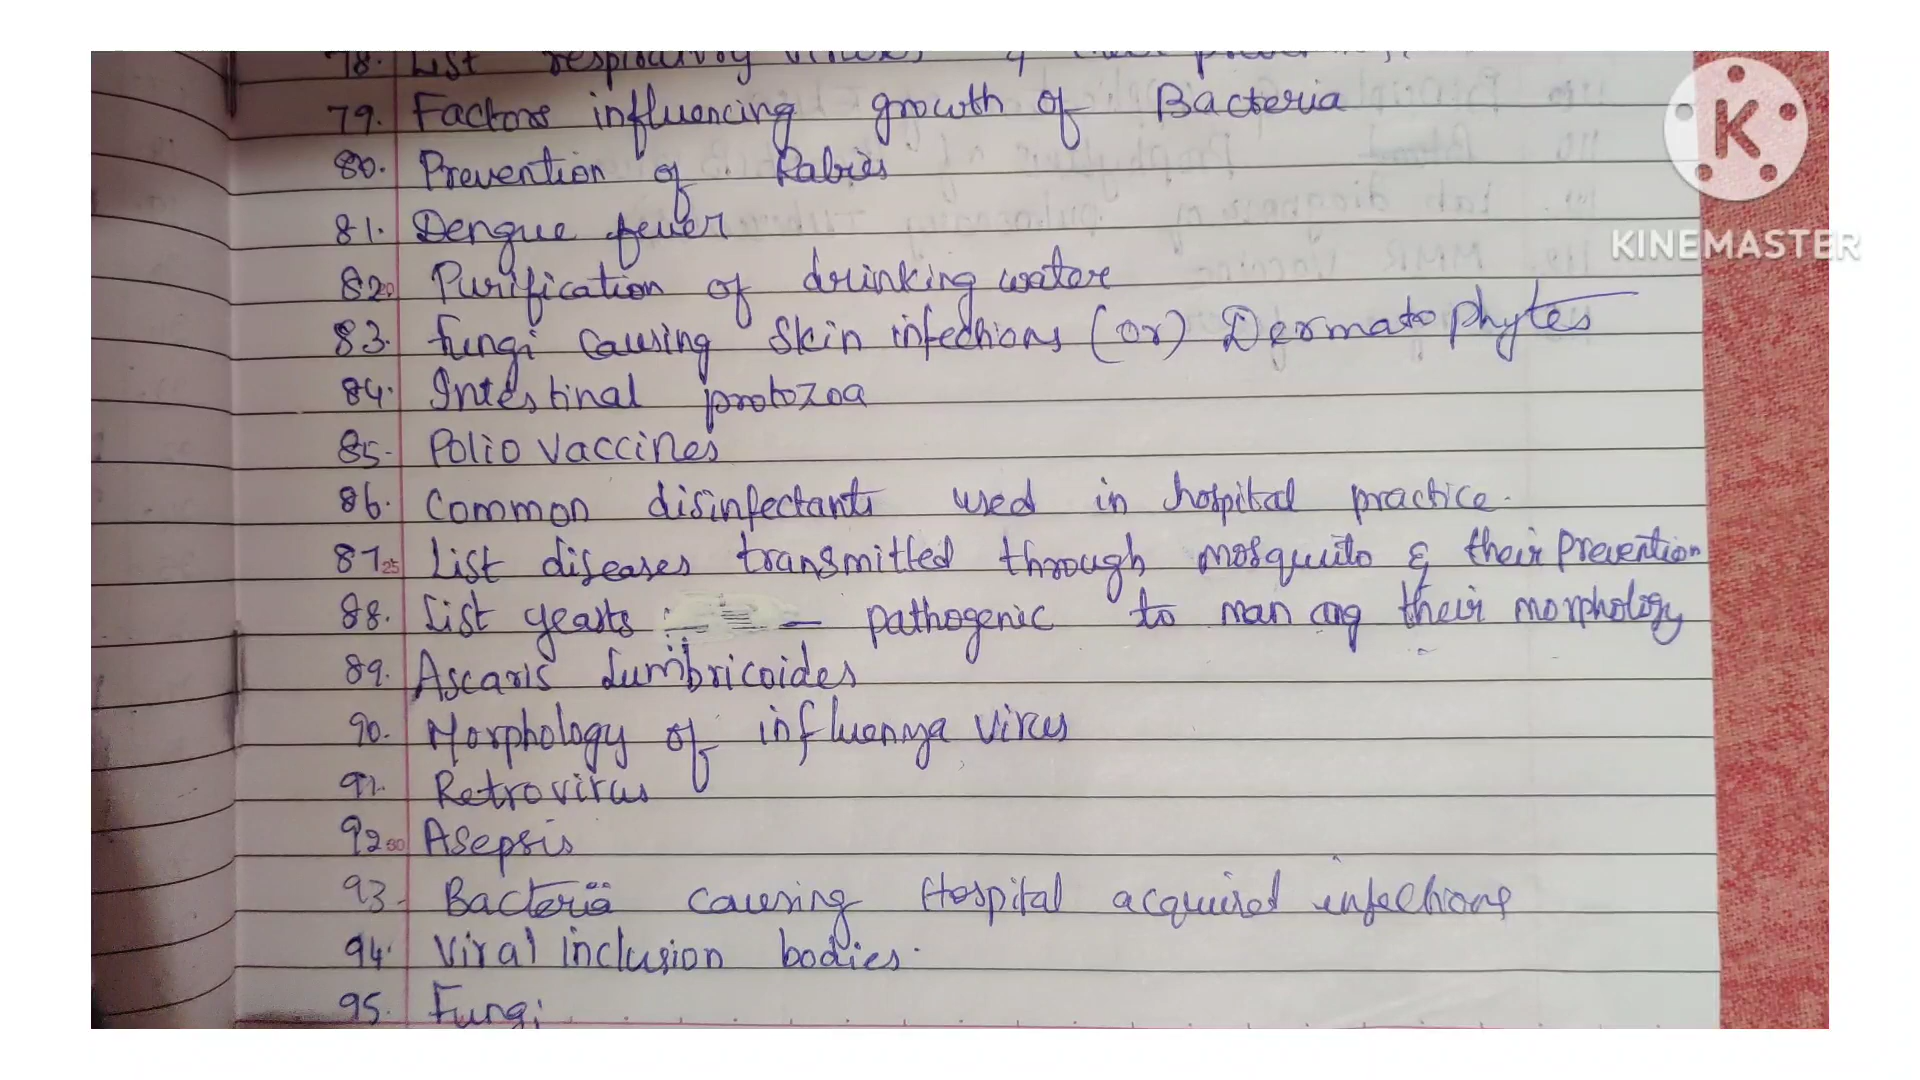 78. List respiratory viruses &
79. Factors influencing growth of Bacteria
80. Prevention of Rabies
81. Dengue fever
82. Purification of drinking water
83. Fungi causing Skin infections (or) Dermatophytes
84. Intestinal protozoa
85. Polio vaccines
86. Common disinfectants used in hospital practice.
87. List diseases transmitted through mosquito & their prevention
88. List yeasts - pathogenic to man their morphology
89. Ascaris Lumbricoides
90. Morphology of influenza virus
91. Retrovirus
92. Asepsis
93. Bacteria causing Hospital acquired infections
94. Viral inclusion bodies.
95. Fungi
K
KINEMASTER